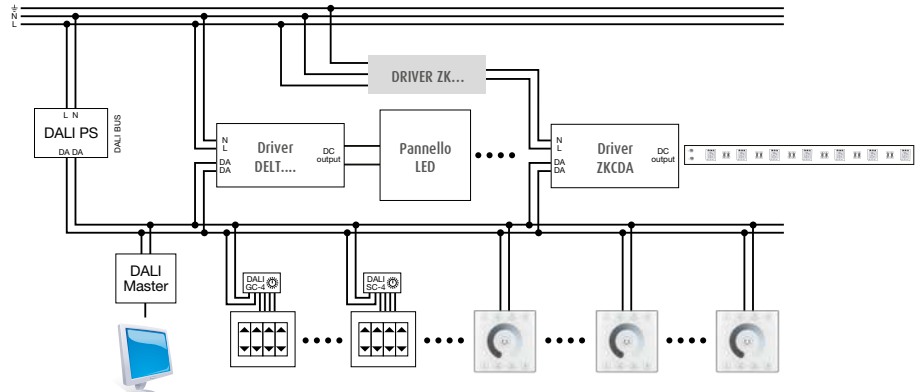 N
L
DRIVER ZK...
L N
DALI PS
DA DA
DALI BUS
N
L
DA
DA
Driver
DELT....
DC
output
Pannello
LED
N
L
DA
DA
Driver
ZKCDA
DC
output
DALI
Master
DALI
GC-4
DALI
SC-4